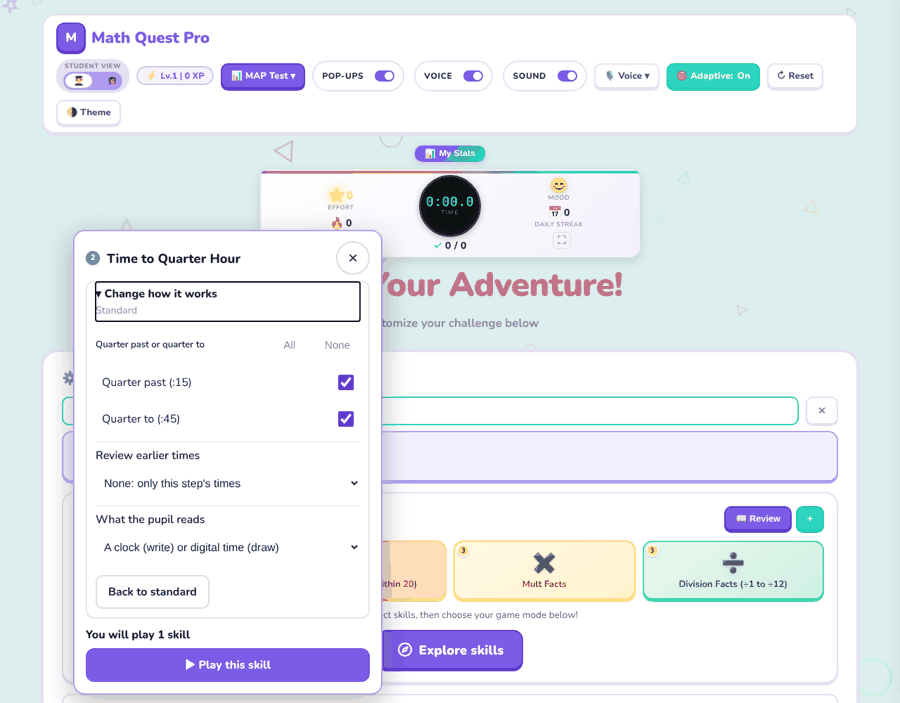 M Math Quest Pro
STUDENT VIEW
⚡ Lv.1 | 0 XP
📊 MAP Test ▾
POP-UPS
VOICE
SOUND
🎙️ Voice ▾
🎯 Adaptive: On
↻ Reset
🌗 Theme
📊 My Stats
⭐ 0
EFFORT
🔥 0
0:00.0
TIME
✓ 0 / 0
😊
MOOD
📅 0
DAILY STREAK
2 Time to Quarter Hour ✕
▾ Change how it works
Standard
Quarter past or quarter to All None
Quarter past (:15)
Quarter to (:45)
Review earlier times
None: only this step's times
What the pupil reads
A clock (write) or digital time (draw)
Back to standard
You will play 1 skill
▶ Play this skill
Your Adventure!
customize your challenge below
✕
📖 Review +
within 20)
3 Mult Facts
3 Division Facts (÷1 to ÷12)
skills, then choose your game mode below!
Explore skills